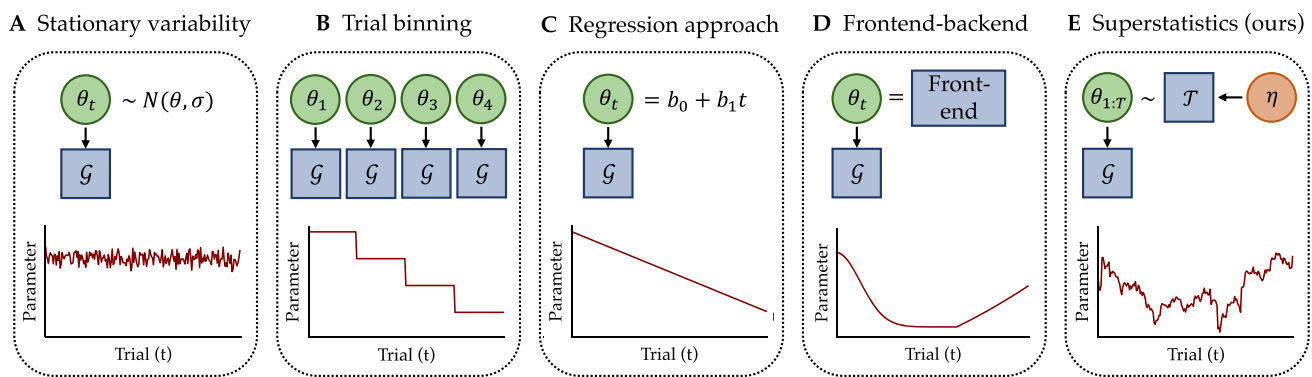 A Stationary variability
θt ~ N(θ, σ)
𝒢
Parameter
Trial (t)
B Trial binning
θ1 θ2 θ3 θ4
𝒢 𝒢 𝒢 𝒢
Parameter
Trial (t)
C Regression approach
θt = b0 + b1t
𝒢
Parameter
Trial (t)
D Frontend-backend
θt = Front-
end
𝒢
Parameter
Trial (t)
E Superstatistics (ours)
θ1:T ~ 𝒯 η
𝒢
Parameter
Trial (t)